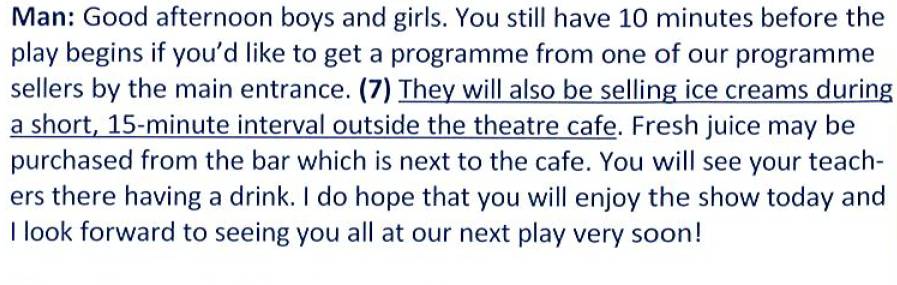 Man: Good afternoon boys and girls. You still have 10 minutes before the
play begins if you’d like to get a programme from one of our programme
sellers by the main entrance. (7) They will also be selling ice creams during
a short, 15-minute interval outside the theatre cafe. Fresh juice may be
purchased from the bar which is next to the cafe. You will see your teach-
ers there having a drink. I do hope that you will enjoy the show today and
I look forward to seeing you all at our next play very soon!